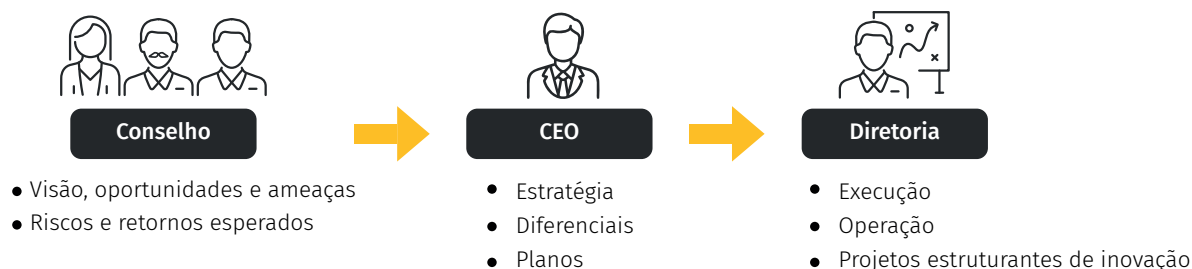 Conselho
• Visão, oportunidades e ameaças
• Riscos e retornos esperados
CEO
• Estratégia
• Diferenciais
• Planos
Diretoria
• Execução
• Operação
• Projetos estruturantes de inovação